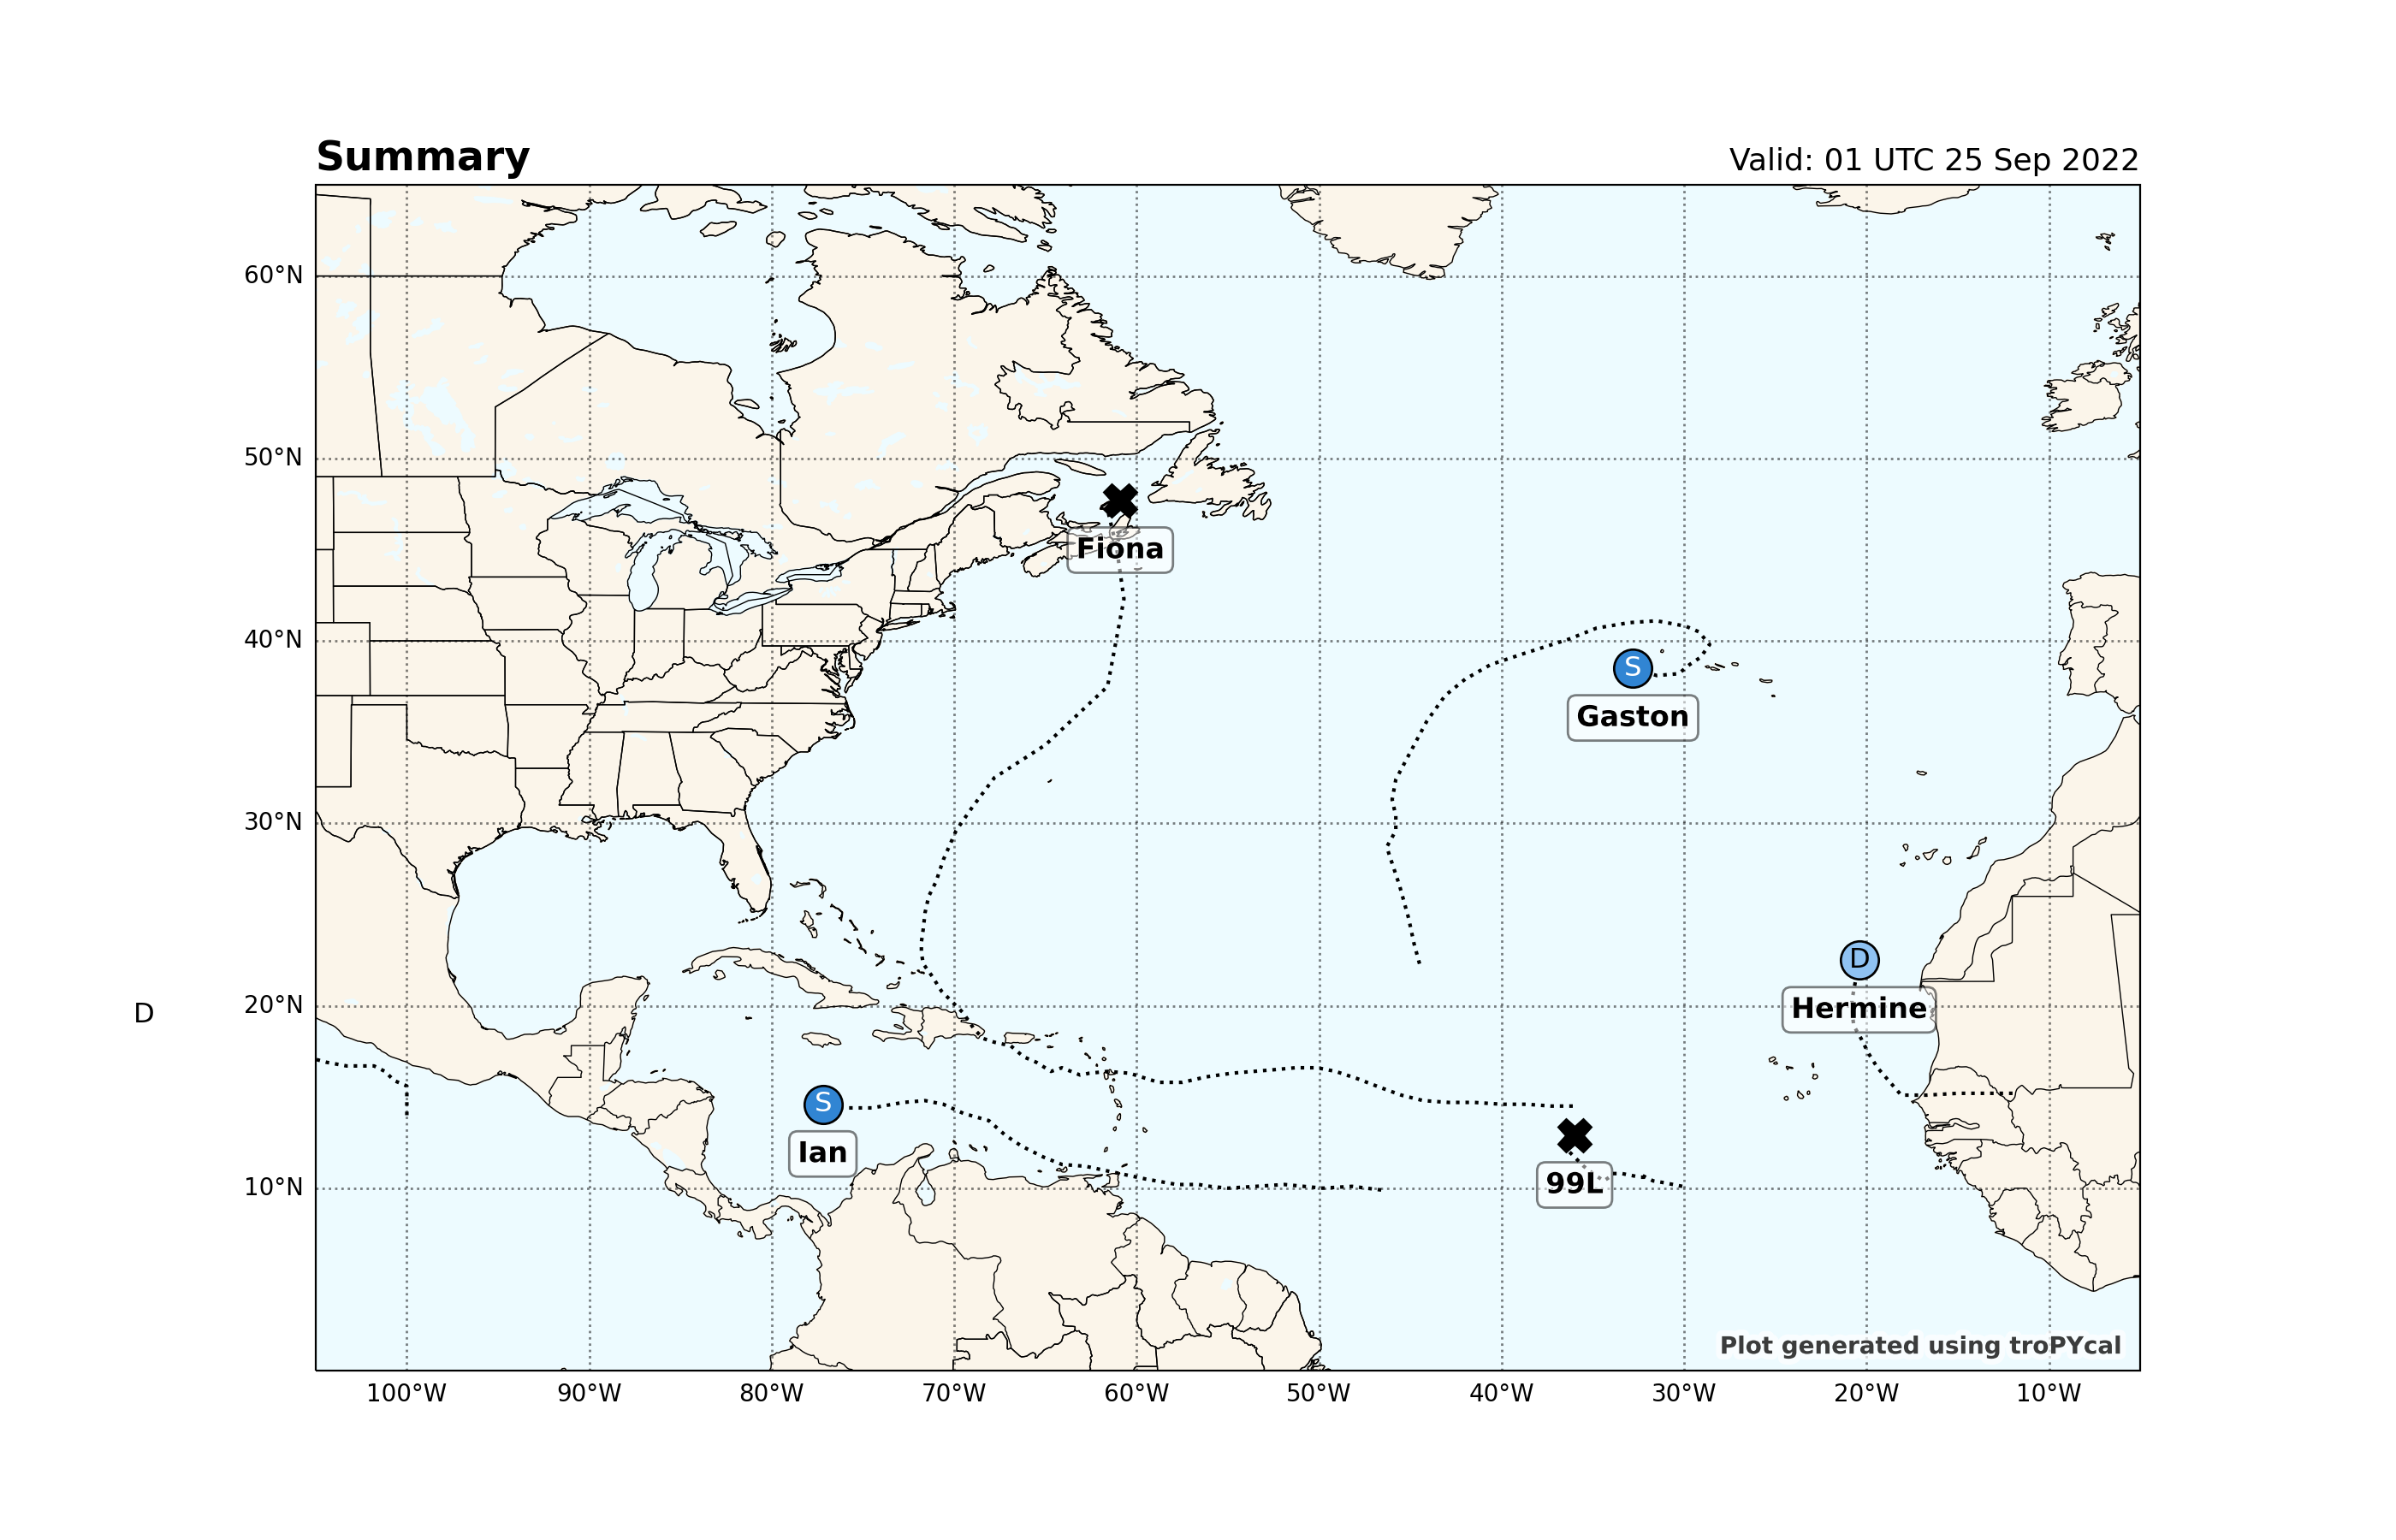 Summary
Valid: 01 UTC 25 Sep 2022
60°N
50°N
Fiona
40°N
S
Gaston
30°N
D
20°N
Hermine
D
S
Ian
99L
10°N
Plot generated using troPYcal
100°W 90°W 80°W 70°W 60°W 50°W 40°W 30°W 20°W 10°W